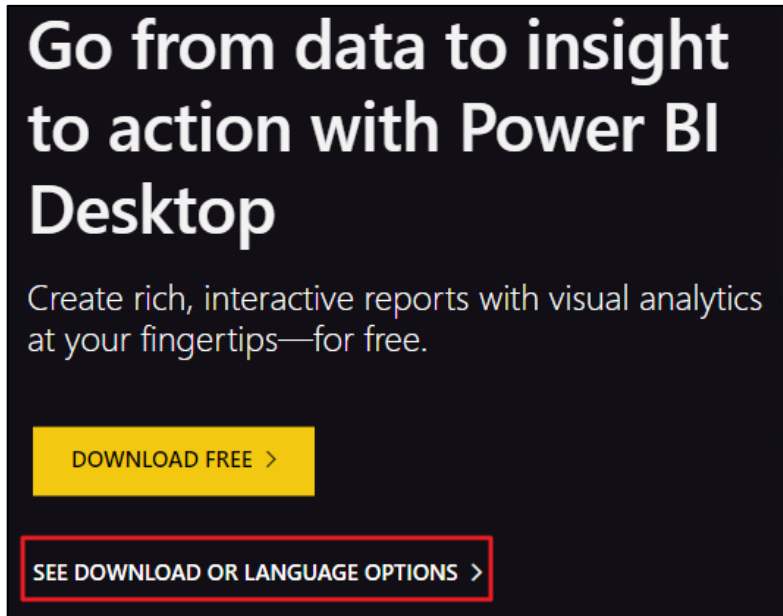 Go from data to insight
to action with Power BI
Desktop
Create rich, interactive reports with visual analytics
at your fingertips—for free.
DOWNLOAD FREE >
SEE DOWNLOAD OR LANGUAGE OPTIONS >